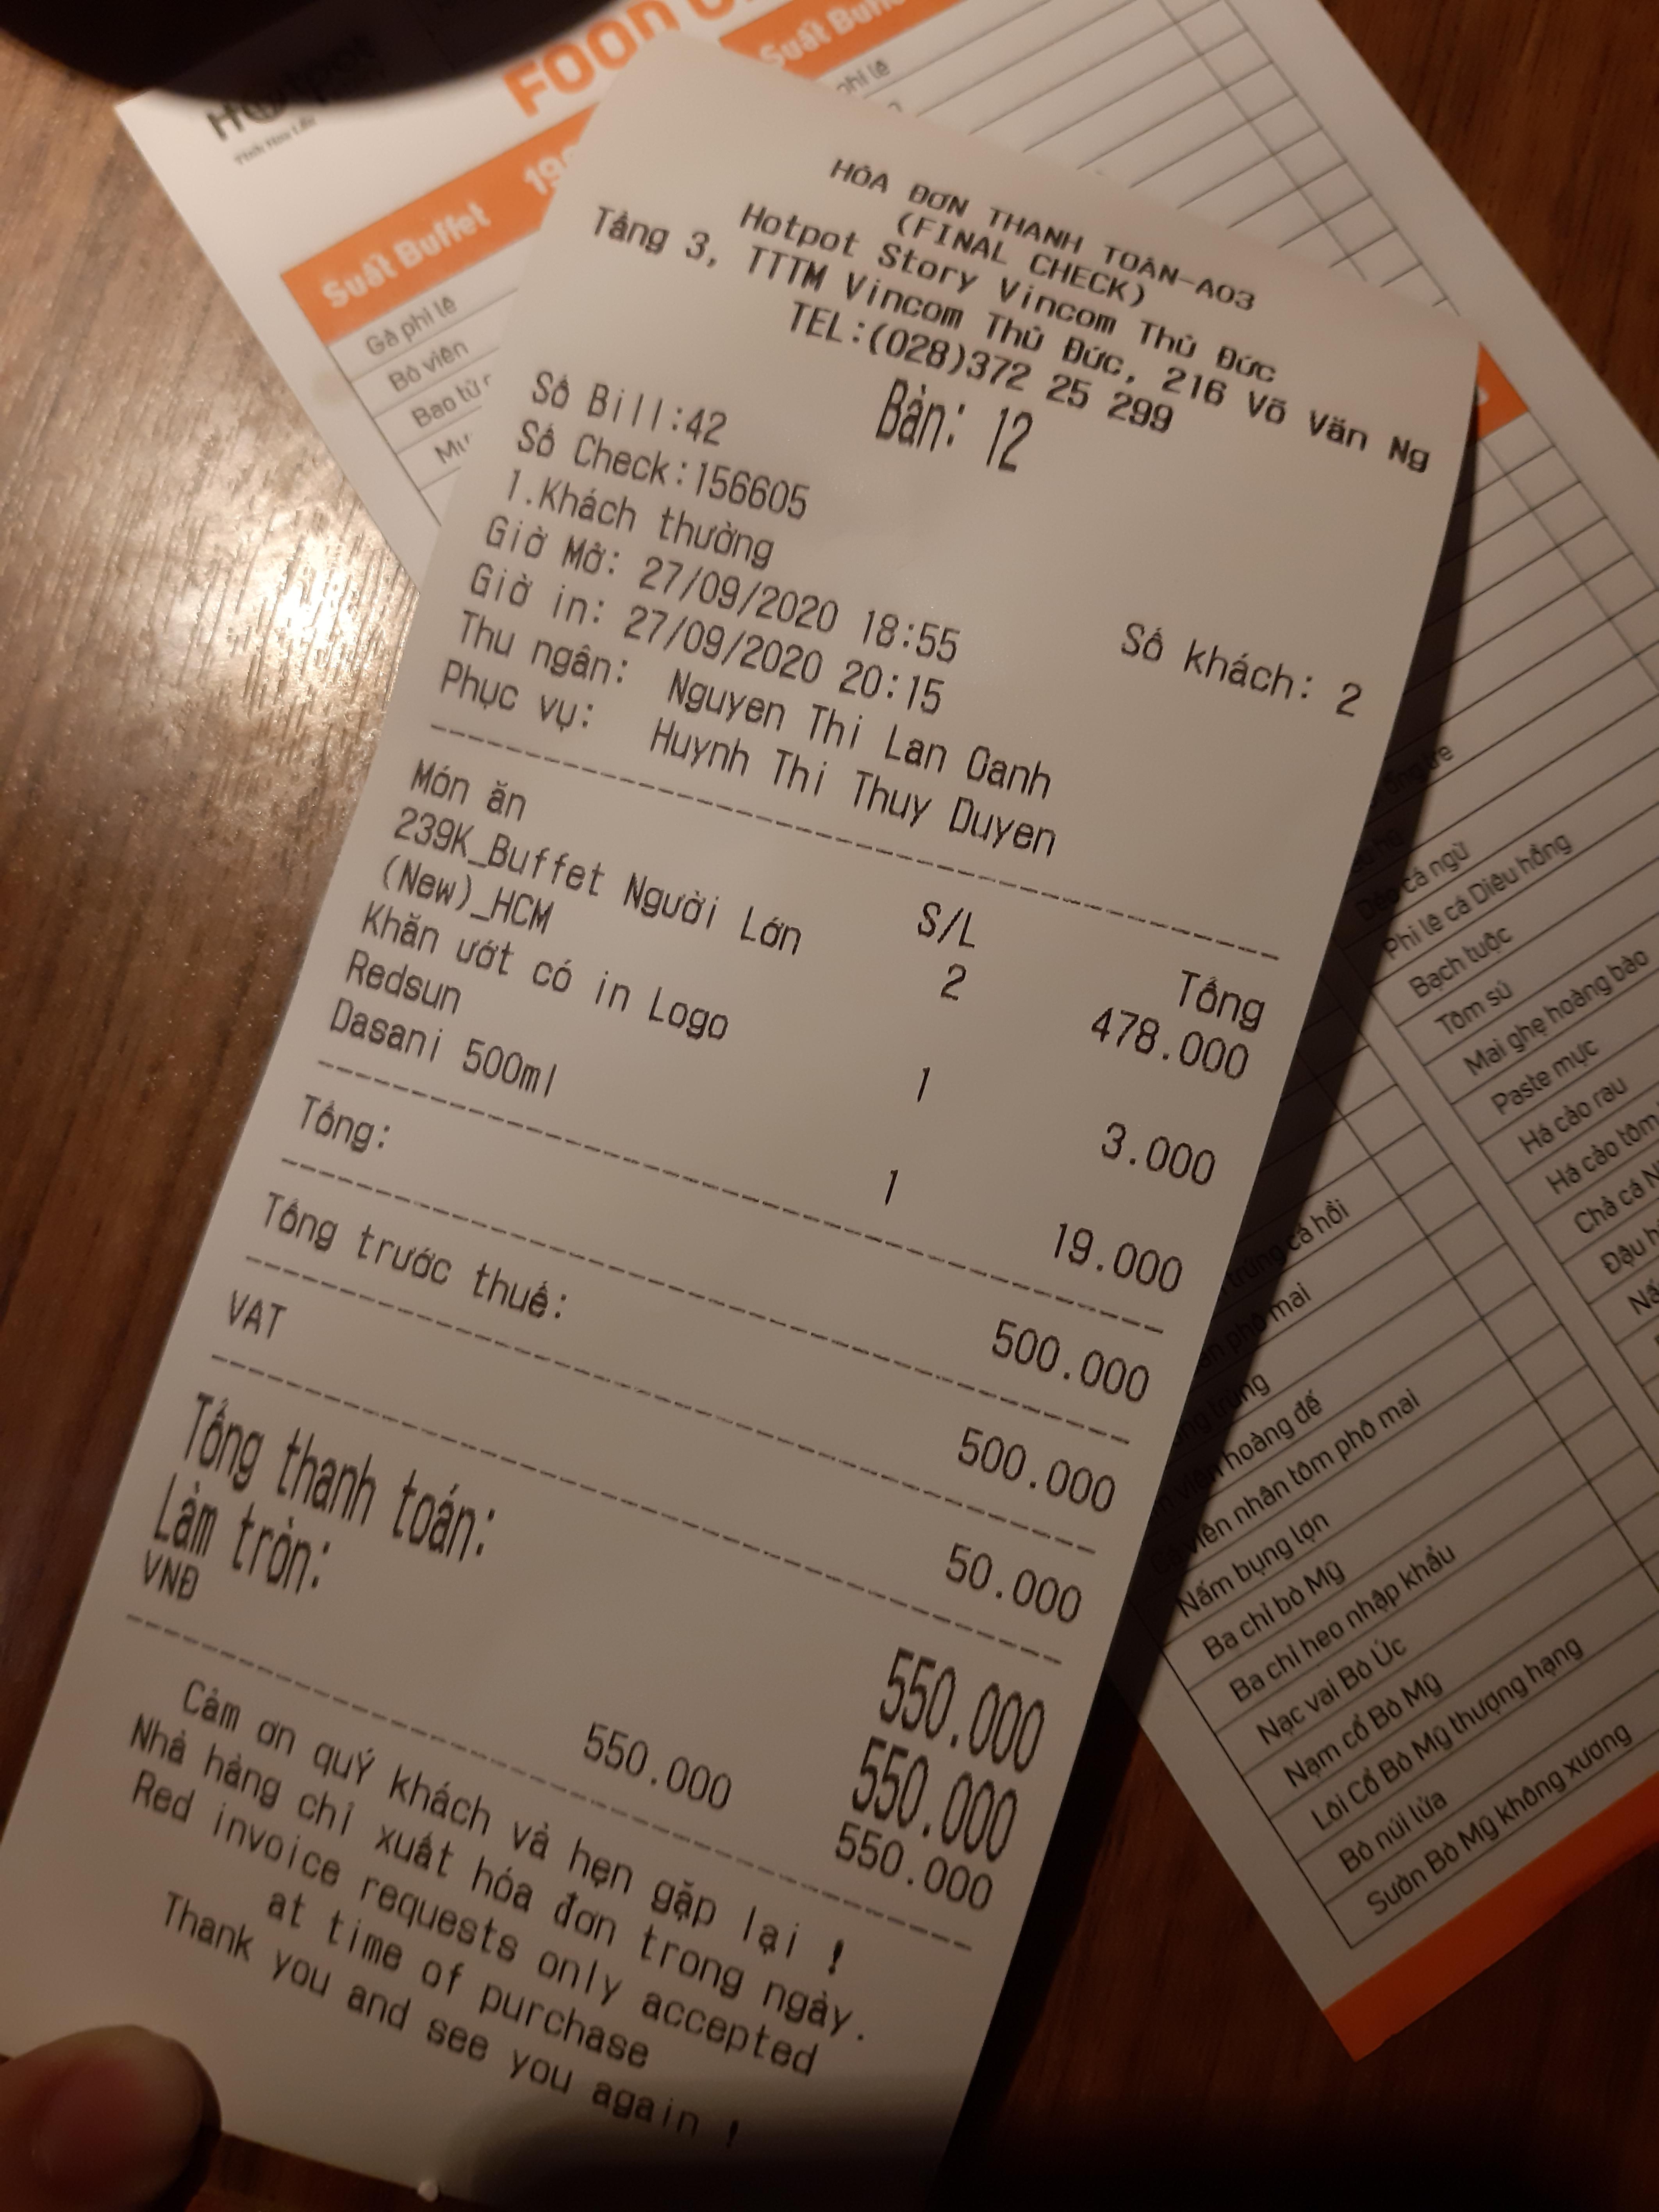 HÓA ĐƠN THANH TOÁN-A03
(FINAL CHECK)
Hotpot Story Vincom Thủ Đức
Tầng 3, TTTM Vincom Thủ Đức, 216 Võ Văn Ng
TEL:(028)372 25 299
Bàn: 12
Số Bill:42
Số Check:156605
1.Khách thường
Giờ Mở: 27/09/2020 18:55 Số khách: 2
Giờ in: 27/09/2020 20:15
Thu ngân: Nguyen Thi Lan Oanh
Phục vụ: Huynh Thi Thuy Duyen
Món ăn S/L Tổng
239K_Buffet Người Lớn 2 478.000
(New)_HCM
Khăn ướt có in Logo 1 3.000
Redsun
Dasani 500ml 1 19.000
Tổng: 500.000
Tổng trước thuế: 500.000
VAT 50.000
Tổng thanh toán: 550.000
Làm tròn: 550.000
VNĐ 550.000 550.000
Cảm ơn quý khách và hẹn gặp lại !
Nhà hàng chỉ xuất hóa đơn trong ngày.
Red invoice requests only accepted
at time of purchase
Thank you and see you again !
Hotpot
FOOD
Suất Buffet
Gà phi lê
Bò viên
Bao tử
Suất
phi lê
cá ngừ
Phi lê cá Diêu hồng
Bạch tuộc
Tôm sú
Mai ghẹ hoàng bào
Paste mực
Há cảo rau
Há cảo tôm
Chả cá
Đậu
trứng cá hồi
phô mai
trứng
viên hoàng đế
viên nhân tôm phô mai
Nấm bụng lợn
Ba chỉ bò Mỹ
Ba chỉ heo nhập khẩu
Nạc vai Bò Úc
Nạm cổ Bò Mỹ
Lõi Cổ Bò Mỹ thượng hạng
Bò núi lửa
Sườn Bò Mỹ không xương